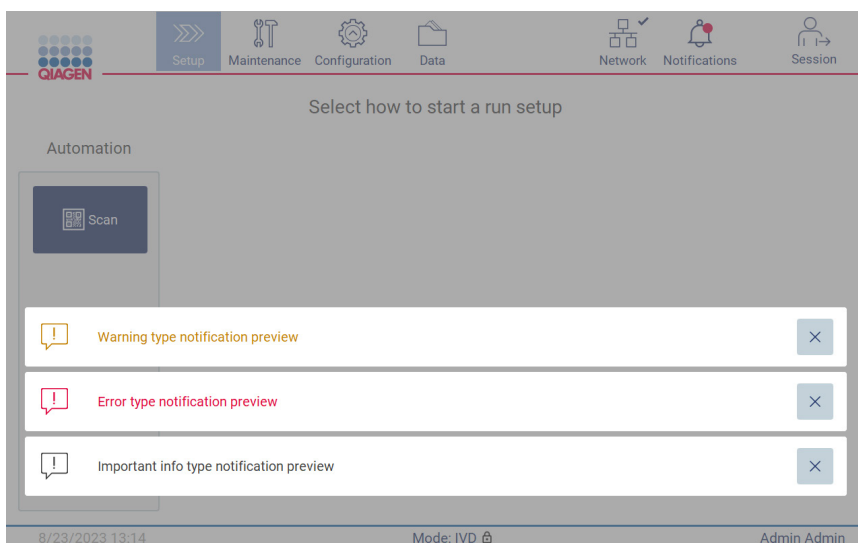 QIAGEN
Setup
Maintenance
Configuration
Data
Network
Notifications
Session
Select how to start a run setup
Automation
Scan
Warning type notification preview
Error type notification preview
Important info type notification preview
8/23/2023 13:14
Mode: IVD
Admin Admin